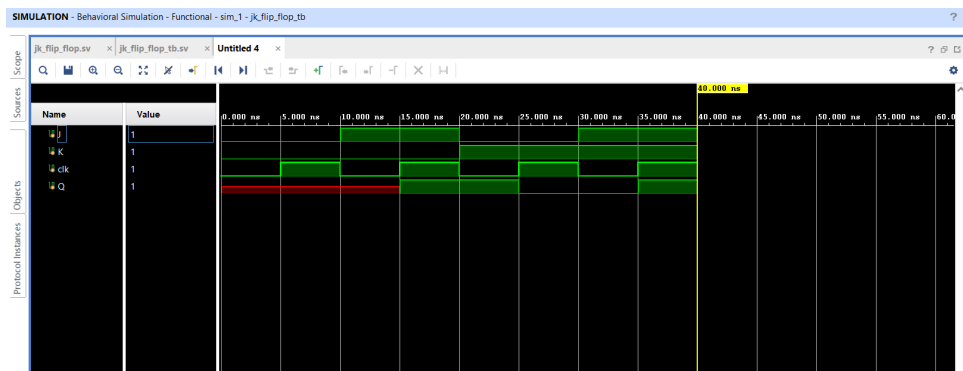 SIMULATION - Behavioral Simulation - Functional - sim_1 - jk_flip_flop_tb ?
jk_flip_flop.sv × jk_flip_flop_tb.sv × Untitled 4 ×
Scope
Sources
Objects
Protocol Instances
40.000 ns
Name Value
0.000 ns 5.000 ns 10.000 ns 15.000 ns 20.000 ns 25.000 ns 30.000 ns 35.000 ns 40.000 ns 45.000 ns 50.000 ns 55.000 ns 60.0
J 1
K 1
clk 1
Q 1